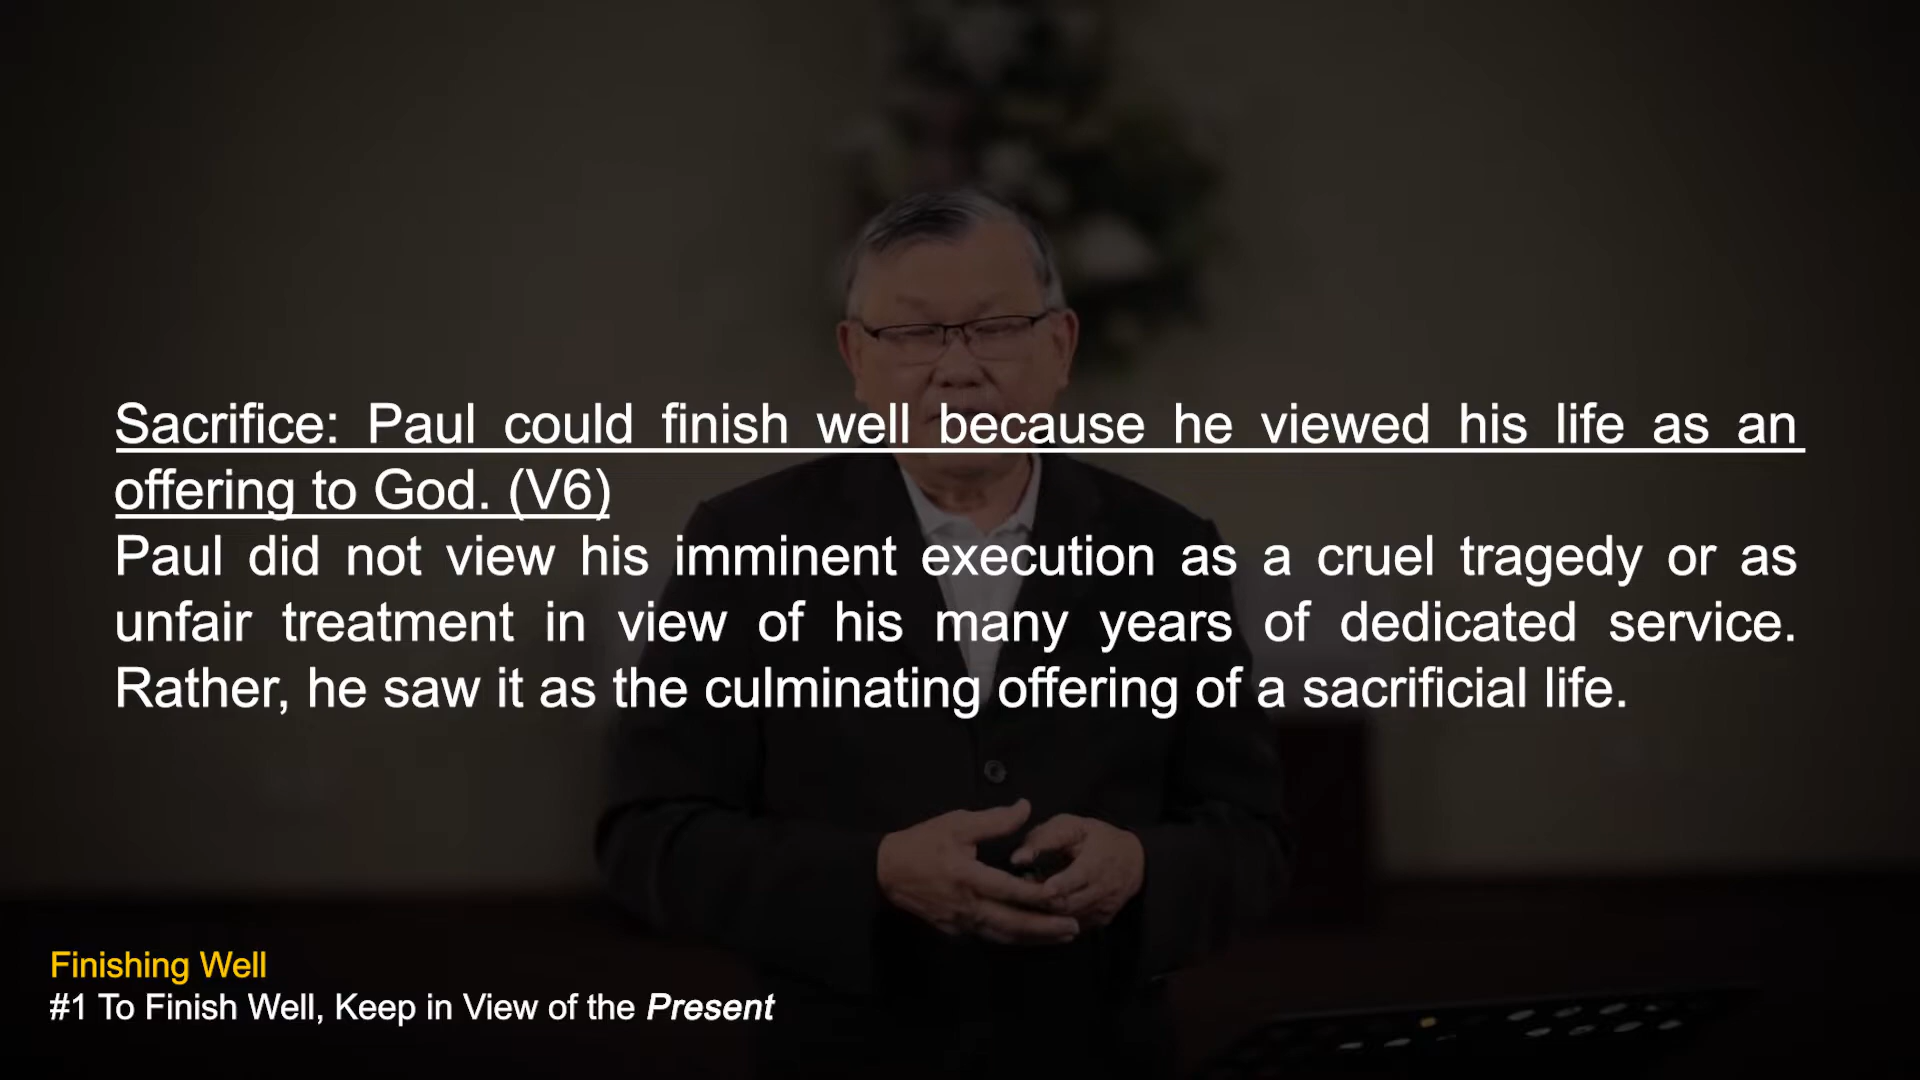 Sacrifice: Paul could finish well because he viewed his life as an
offering to God. (V6)
Paul did not view his imminent execution as a cruel tragedy or as
unfair treatment in view of his many years of dedicated service.
Rather, he saw it as the culminating offering of a sacrificial life.
Finishing Well
#1 To Finish Well, Keep in View of the Present